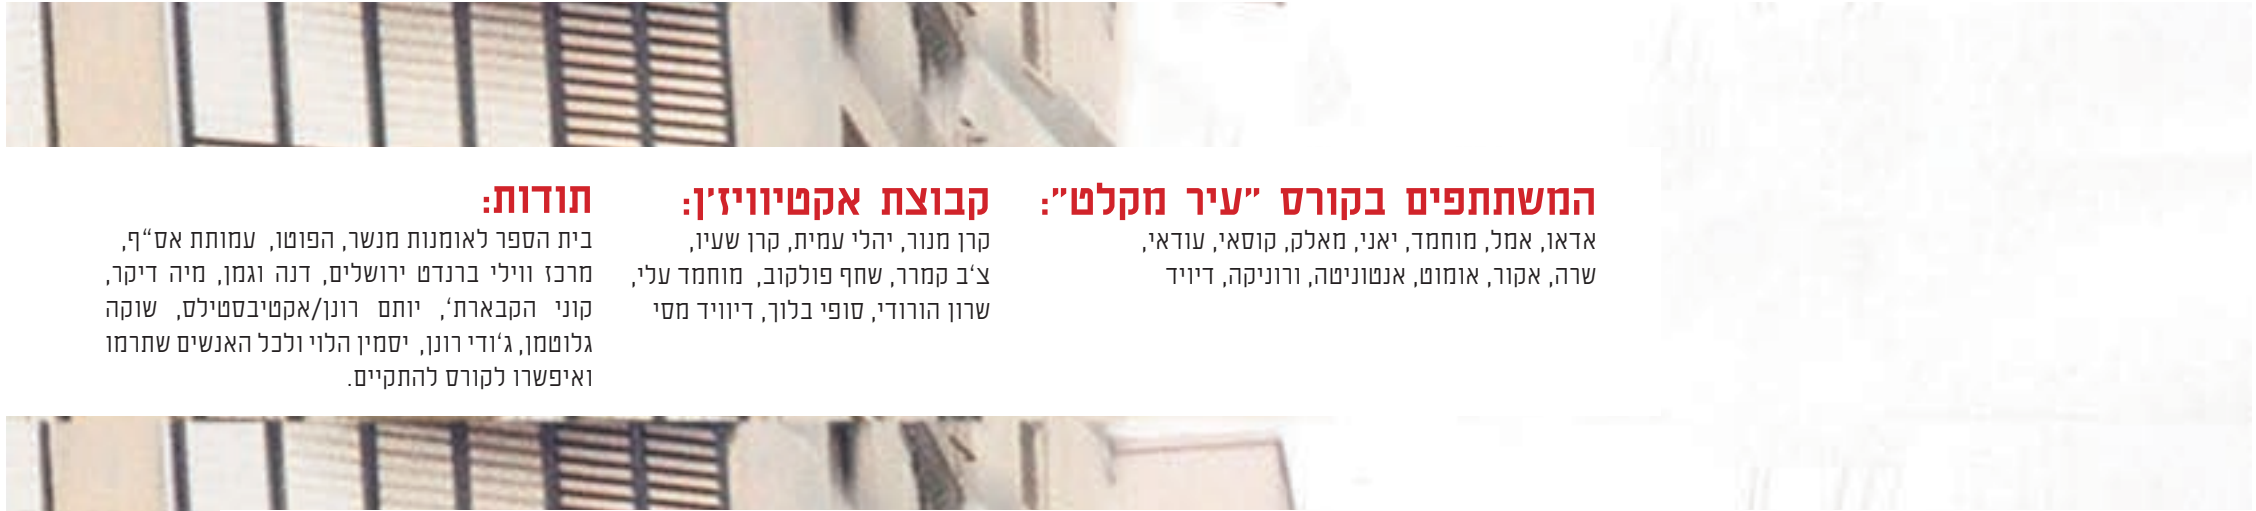 המשתתפים בקורס "עיר מקלט":
אדאו, אמל, מוחמד, יאני, מאלק, קוסאי, עודאי,
שרה, אקור, אומוט, אנטוניטה, ורוניקה, דיויד
קבוצת אקטיוויז'ן:
קרן מנור, יהלי עמית, קרן שעיו,
צ'ב קמרר, שחף פולקוב, מוחמד עלי,
שרון הורודי, סופי בלוך, דיוויד מסי
תודות:
בית הספר לאומנות מנשר, הפוטו, עמותת אס"ף,
מרכז ווילי ברנדט ירושלים, דנה וגמן, מיה דיקר,
קוני הקבארת', יותם רונן/אקטיבסטילס, שוקה
גלוטמן, ג'ודי רונן, יסמין הלוי ולכל האנשים שתרמו
ואיפשרו לקורס להתקיים.